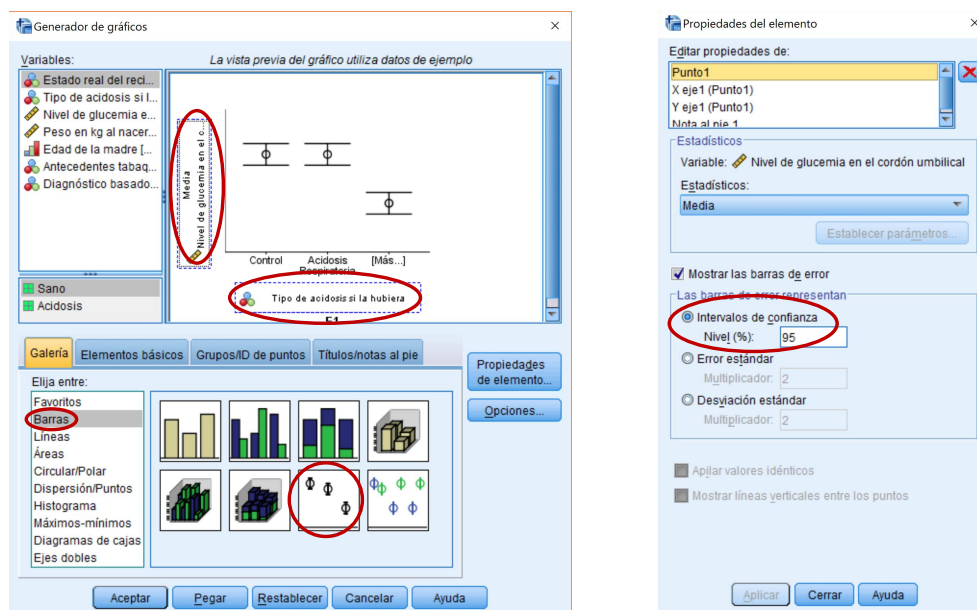 Generador de gráficos
Variables:
La vista previa del gráfico utiliza datos de ejemplo
Estado real del reci...
Tipo de acidosis si l...
Nivel de glucemia e...
Peso en kg al nacer...
Edad de la madre [...
Antecedentes tabaq...
Diagnóstico basado...
Sano
Acidosis
Media
Nivel de glucemia en el c...
Control
Acidosis
Respiratoria
[Más...]
Tipo de acidosis si la hubiera
F1
Galería
Elementos básicos
Grupos/ID de puntos
Títulos/notas al pie
Elija entre:
Favoritos
Barras
Líneas
Áreas
Circular/Polar
Dispersión/Puntos
Histograma
Máximos-mínimos
Diagramas de cajas
Ejes dobles
Propiedades
de elemento...
Opciones...
Aceptar
Pegar
Restablecer
Cancelar
Ayuda
Propiedades del elemento
Editar propiedades de:
Punto1
X eje1 (Punto1)
Y eje1 (Punto1)
Nota al pie 1
Estadísticos
Variable: Nivel de glucemia en el cordón umbilical
Estadísticos:
Media
Establecer parámetros...
Mostrar las barras de error
Las barras de error representan
Intervalos de confianza
Nivel (%): 95
Error estándar
Multiplicador: 2
Desviación estándar
Multiplicador: 2
Apilar valores idénticos
Mostrar líneas verticales entre los puntos
Aplicar
Cerrar
Ayuda